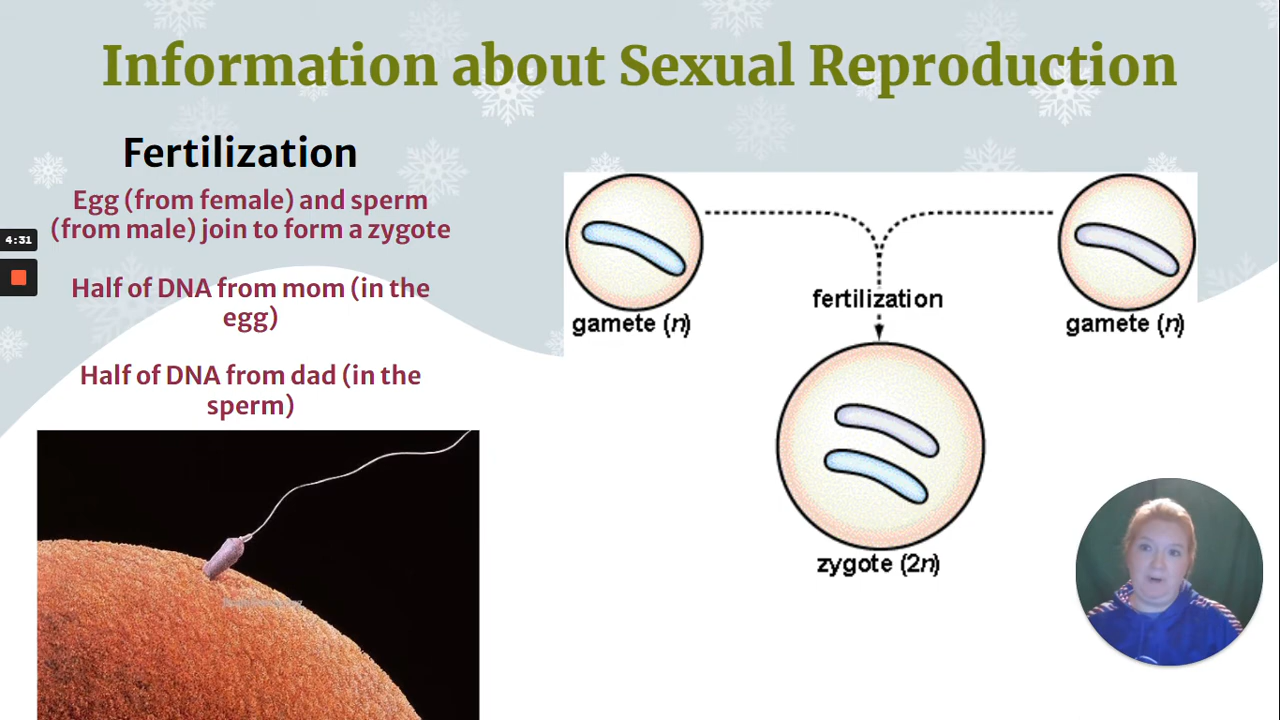 Information about Sexual Reproduction
Fertilization
Egg (from female) and sperm
(from male) join to form a zygote
4:31
Half of DNA from mom (in the
egg)
Half of DNA from dad (in the
sperm)
fertilization
gamete (n)
gamete (n)
zygote (2n)